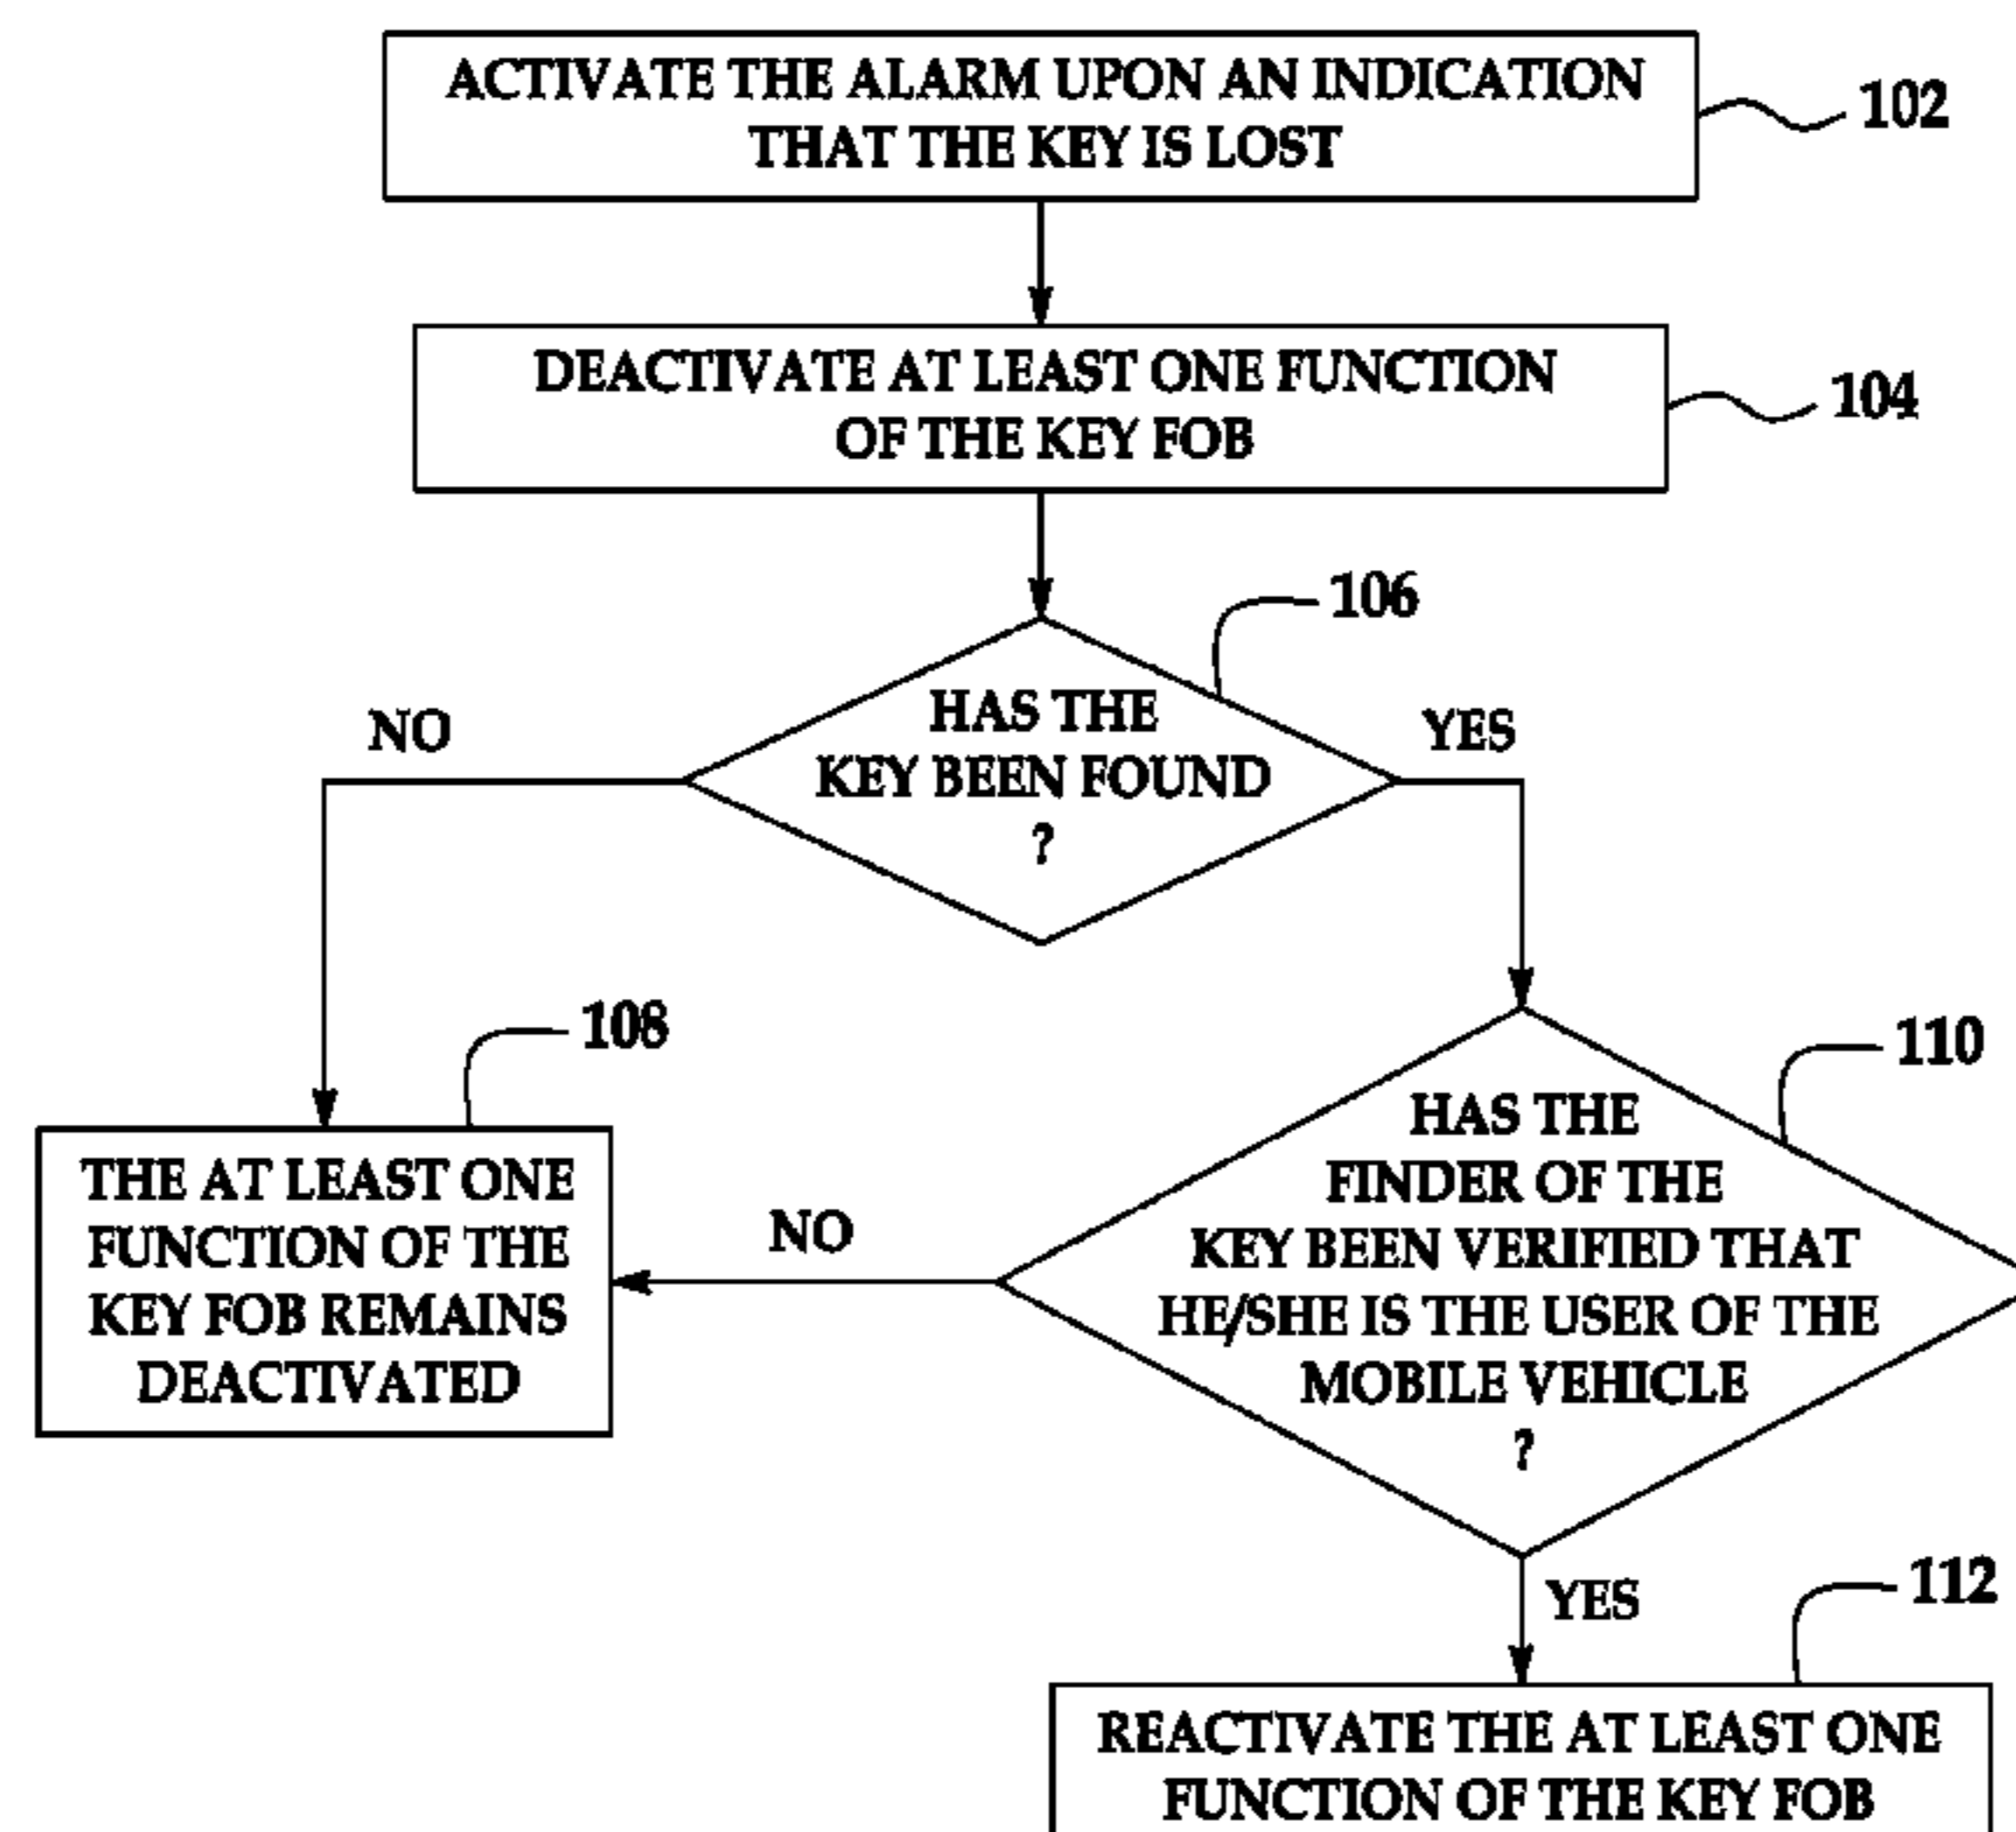 ACTIVATE THE ALARM UPON AN INDICATION
THAT THE KEY IS LOST
102
DEACTIVATE AT LEAST ONE FUNCTION
OF THE KEY FOB
104
106
HAS THE
KEY BEEN FOUND
?
NO
YES
108
THE AT LEAST ONE
FUNCTION OF THE
KEY FOB REMAINS
DEACTIVATED
110
HAS THE
FINDER OF THE
KEY BEEN VERIFIED THAT
HE/SHE IS THE USER OF THE
MOBILE VEHICLE
?
NO
YES
112
REACTIVATE THE AT LEAST ONE
FUNCTION OF THE KEY FOB